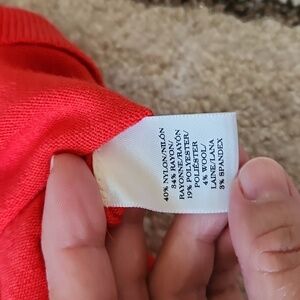 40% NYLON/NILÓN
34% RAYON/
RAYONNE/RAYÓN
19% POLYESTER/
POLIÉSTER
4% WOOL/
LAINE/LANA
3% SPANDEX